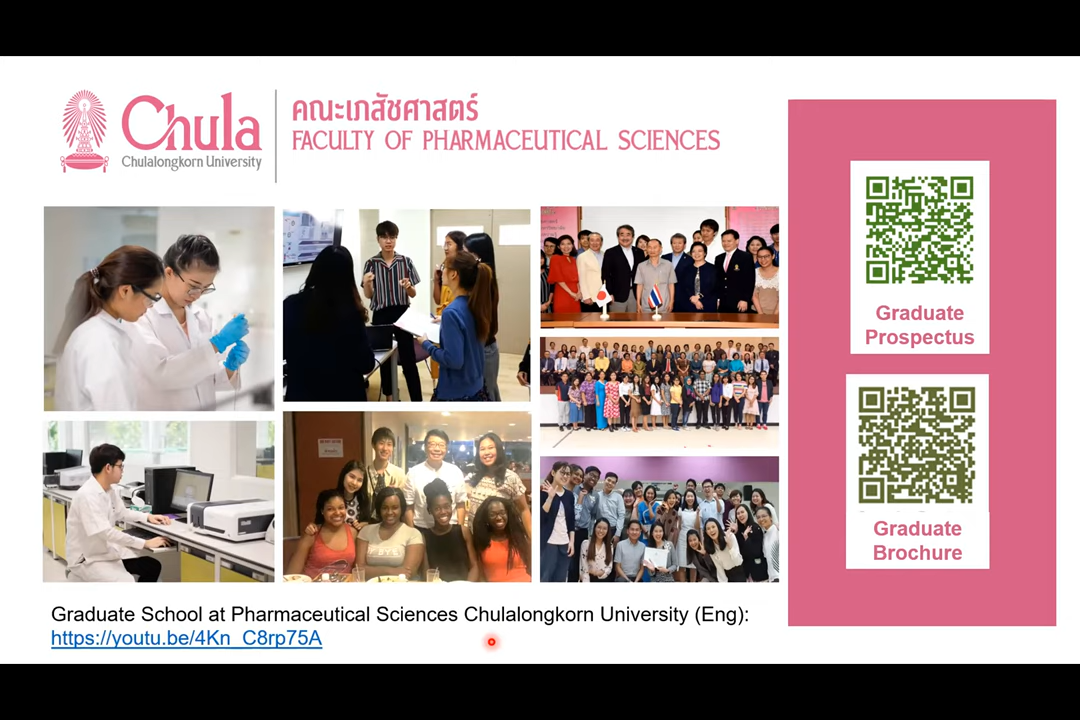 Chula
Chulalongkorn University
คณะเภสัชศาสตร์
FACULTY OF PHARMACEUTICAL SCIENCES
Graduate
Prospectus
Graduate
Brochure
Graduate School at Pharmaceutical Sciences Chulalongkorn University (Eng):
https://youtu.be/4Kn_C8rp75A